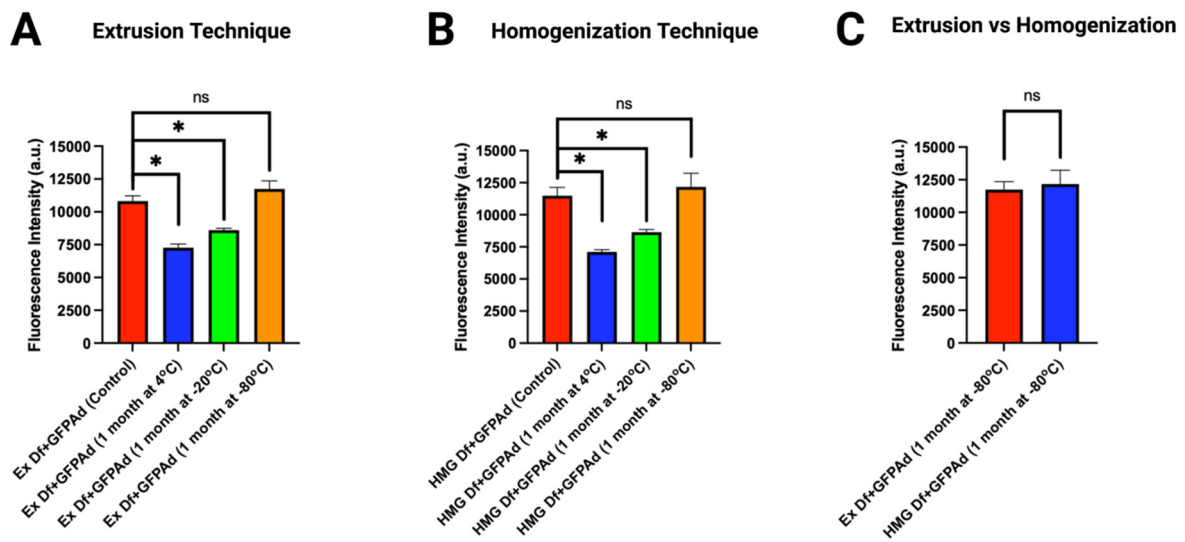 A
Extrusion Technique
Fluorescence Intensity (a.u.)
15000
12500
10000
7500
5000
2500
0
ns
*
*
Ex Df+GFPAd (Control)
Ex Df+GFPAd (1 month at 4ºC)
Ex Df+GFPAd (1 month at -20ºC)
Ex Df+GFPAd (1 month at -80ºC)
B
Homogenization Technique
Fluorescence Intensity (a.u.)
15000
12500
10000
7500
5000
2500
0
ns
*
*
HMG Df+GFPAd (Control)
HMG Df+GFPAd (1 month at 4ºC)
HMG Df+GFPAd (1 month at -20ºC)
HMG Df+GFPAd (1 month at -80ºC)
C
Extrusion vs Homogenization
Fluorescence Intensity (a.u.)
15000
12500
10000
7500
5000
2500
0
ns
Ex Df+GFPAd (1 month at -80ºC)
HMG Df+GFPAd (1 month at -80ºC)